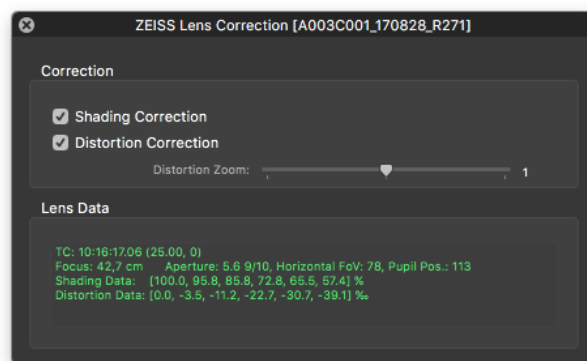 ZEISS Lens Correction [A003C001_170828_R271]
Correction
Shading Correction
Distortion Correction
Distortion Zoom: 1
Lens Data
TC: 10:16:17.06 (25.00, 0)
Focus: 42,7 cm Aperture: 5.6 9/10, Horizontal FoV: 78, Pupil Pos.: 113
Shading Data: [100.0, 95.8, 85.8, 72.8, 65.5, 57.4] %
Distortion Data: [0.0, -3.5, -11.2, -22.7, -30.7, -39.1] ‰